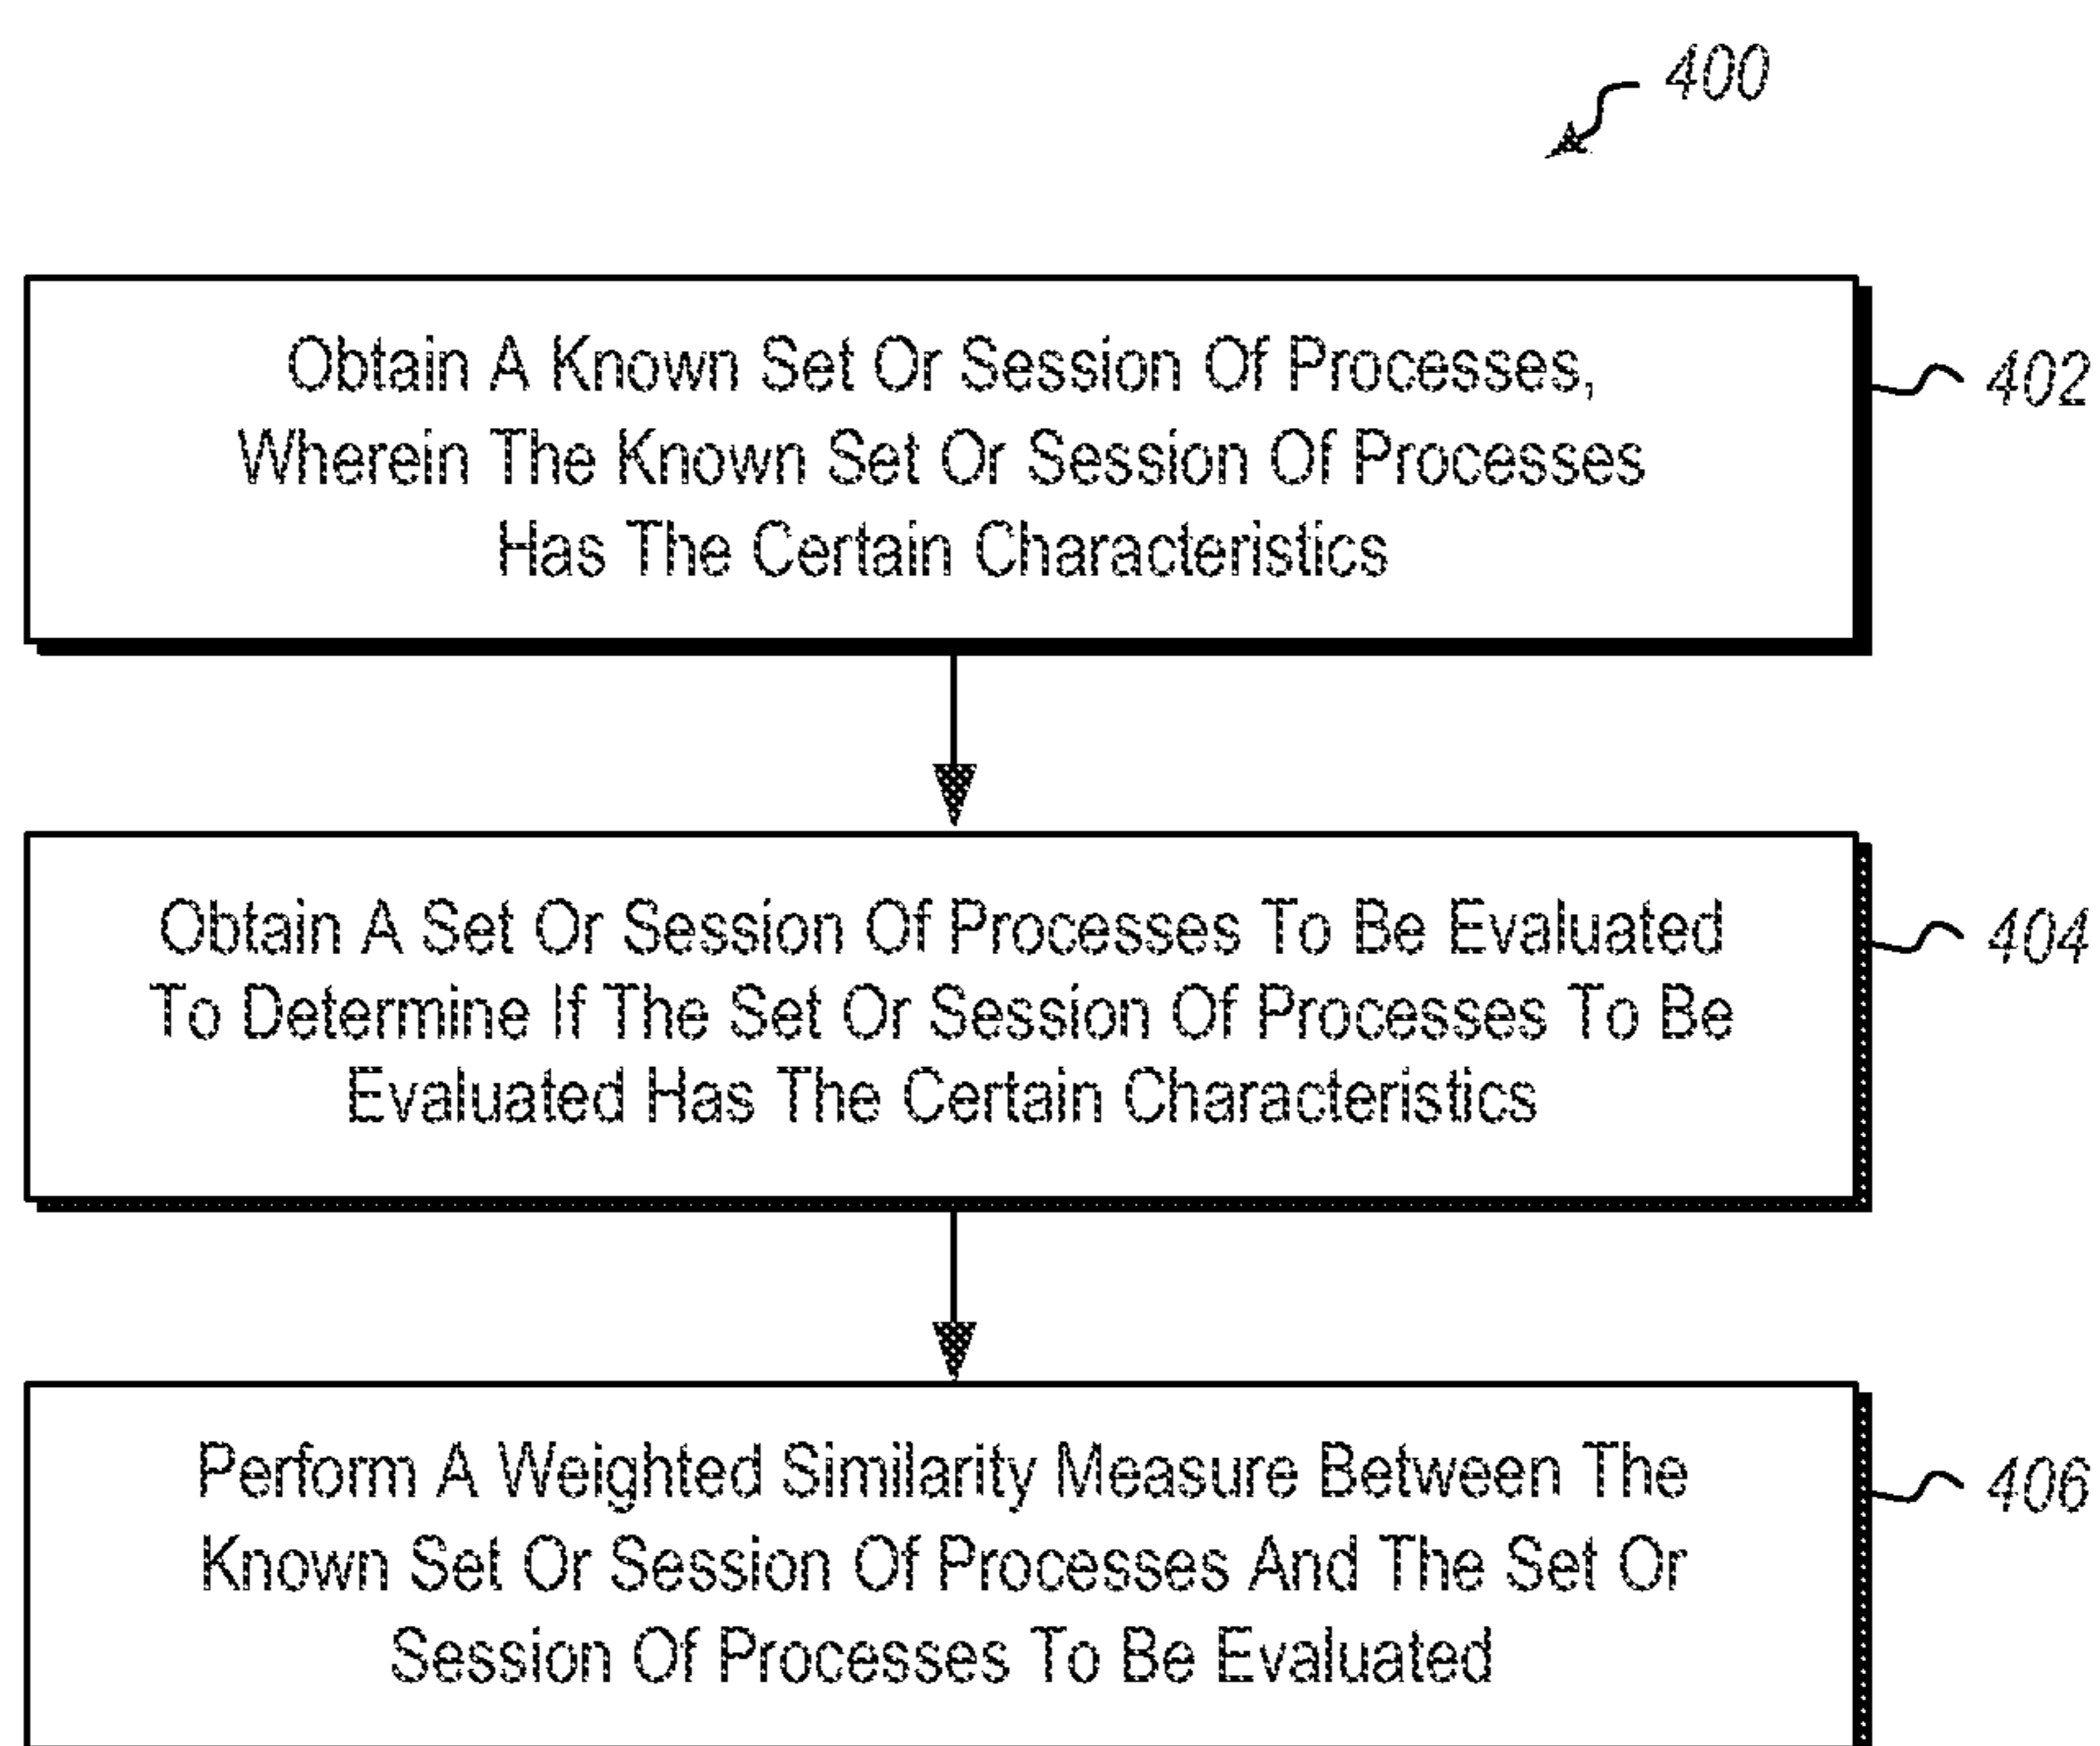 400
Obtain A Known Set Or Session Of Processes,
Wherein The Known Set Or Session Of Processes
Has The Certain Characteristics
402
Obtain A Set Or Session Of Processes To Be Evaluated
To Determine If The Set Or Session Of Processes To Be
Evaluated Has The Certain Characteristics
404
Perform A Weighted Similarity Measure Between The
Known Set Or Session Of Processes And The Set Or
Session Of Processes To Be Evaluated
406